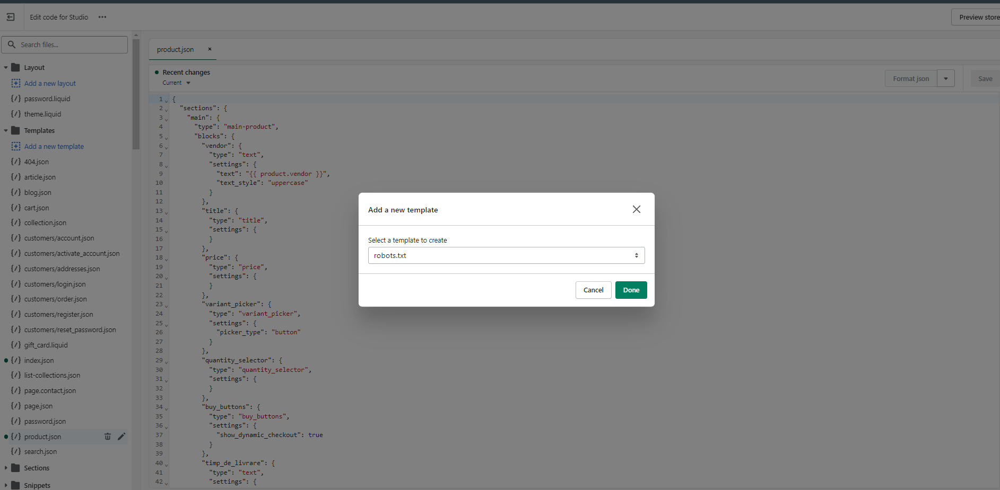 Edit code for Studio
Preview store
Search files...
Layout
Add a new layout
{/} password.liquid
{/} theme.liquid
Templates
Add a new template
{/} 404.json
{/} article.json
{/} blog.json
{/} cart.json
{/} collection.json
{/} customers/account.json
{/} customers/activate_account.json
{/} customers/addresses.json
{/} customers/login.json
{/} customers/order.json
{/} customers/register.json
{/} customers/reset_password.json
{/} gift_card.liquid
{/} index.json
{/} list-collections.json
{/} page.contact.json
{/} page.json
{/} password.json
{/} product.json
{/} search.json
Sections
Snippets
product.json
Recent changes
Current
Format json
Save
1 {
2 "sections": {
3 "main": {
4 "type": "main-product",
5 "blocks": {
6 "vendor": {
7 "type": "text",
8 "settings": {
9 "text": "{{ product.vendor }}",
10 "text_style": "uppercase"
11 }
12 },
13 "title": {
14 "type": "title",
15 "settings": {
16 }
17 },
18 "price": {
19 "type": "price",
20 "settings": {
21 }
22 },
23 "variant_picker": {
24 "type": "variant_picker",
25 "settings": {
26 "picker_type": "button"
27 }
28 },
29 "quantity_selector": {
30 "type": "quantity_selector",
31 "settings": {
32 }
33 },
34 "buy_buttons": {
35 "type": "buy_buttons",
36 "settings": {
37 "show_dynamic_checkout": true
38 }
39 },
40 "timp_de_livrare": {
41 "type": "text",
42 "settings": {
Add a new template
Select a template to create
robots.txt
Cancel
Done